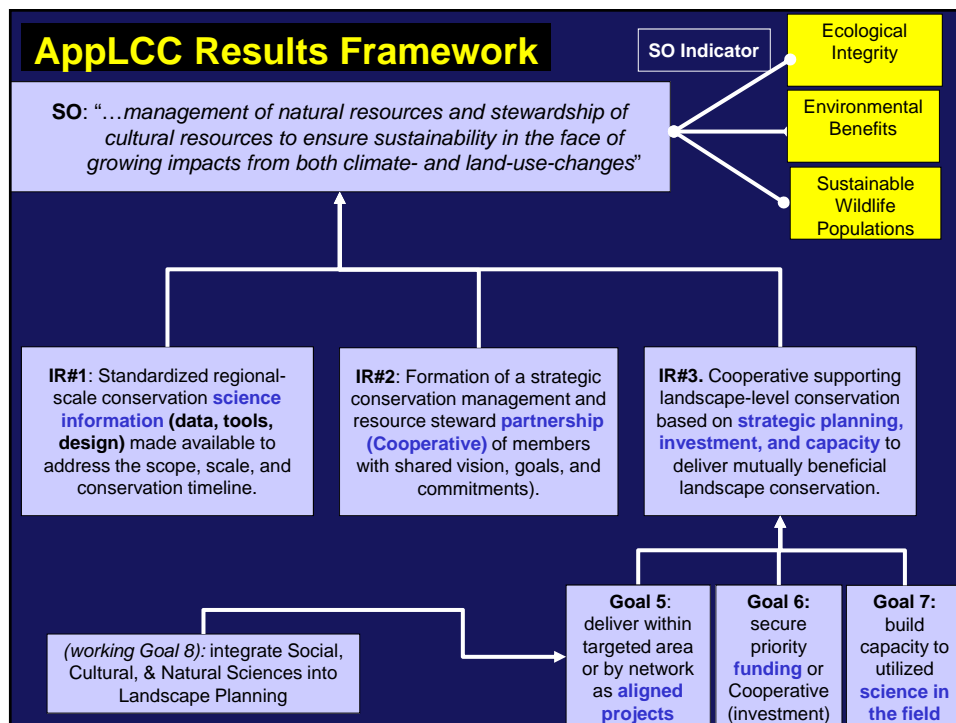 AppLCC Results Framework
SO Indicator
Ecological
Integrity
Environmental
Benefits
Sustainable
Wildlife
Populations
SO: “…management of natural resources and stewardship of
cultural resources to ensure sustainability in the face of
growing impacts from both climate- and land-use-changes”
IR#1: Standardized regional-
scale conservation science
information (data, tools,
design) made available to
address the scope, scale, and
conservation timeline.
IR#2: Formation of a strategic
conservation management and
resource steward partnership
(Cooperative) of members
with shared vision, goals, and
commitments).
IR#3. Cooperative supporting
landscape-level conservation
based on strategic planning,
investment, and capacity to
deliver mutually beneficial
landscape conservation.
(working Goal 8): integrate Social,
Cultural, & Natural Sciences into
Landscape Planning
Goal 5:
deliver within
targeted area
or by network
as aligned
projects
Goal 6:
secure
priority
funding or
Cooperative
(investment)
Goal 7:
build
capacity to
utilized
science in
the field